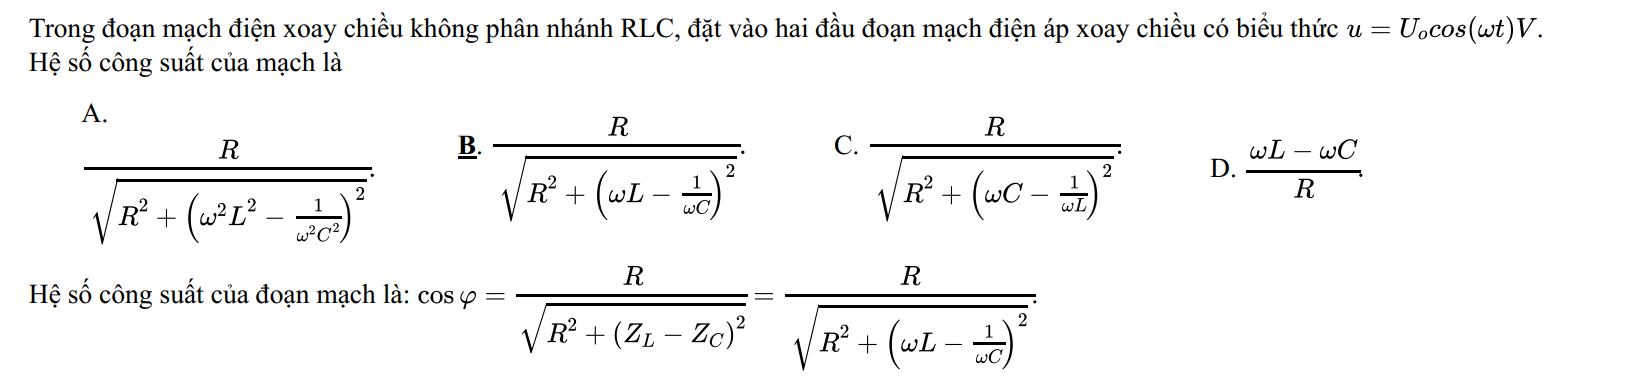 Trong đoạn mạch điện xoay chiều không phân nhánh RLC, đặt vào hai đầu đoạn mạch điện áp xoay chiều có biểu thức $u = U_o cos(\omega t)V$.
Hệ số công suất của mạch là
A. $\frac{R}{\sqrt{R^2 + \left(\omega^2 L^2 - \frac{1}{\omega^2 C^2}\right)^2}}$. B. $\frac{R}{\sqrt{R^2 + \left(\omega L - \frac{1}{\omega C}\right)^2}}$. C. $\frac{R}{\sqrt{R^2 + \left(\omega C - \frac{1}{\omega L}\right)^2}}$. D. $\frac{\omega L - \omega C}{R}$.
Hệ số công suất của đoạn mạch là: $\cos \varphi = \frac{R}{\sqrt{R^2 + (Z_L - Z_C)^2}} = \frac{R}{\sqrt{R^2 + \left(\omega L - \frac{1}{\omega C}\right)^2}}$.